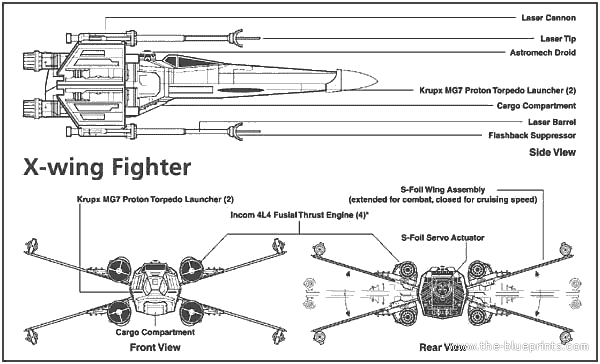 Laser Cannon
Laser Tip
Astromech Droid
Krupx MG7 Proton Torpedo Launcher (2)
Cargo Compartment
Laser Barrel
Flashback Suppressor
Side View
X-wing Fighter
S-Foil Wing Assembly
(extended for combat, closed for cruising speed)
Krupx MG7 Proton Torpedo Launcher (2)
Incom 4L4 Fusial Thrust Engine (4)*
S-Foil Servo Actuator
Cargo Compartment
Front View
Rear View
www.the-blueprints.com